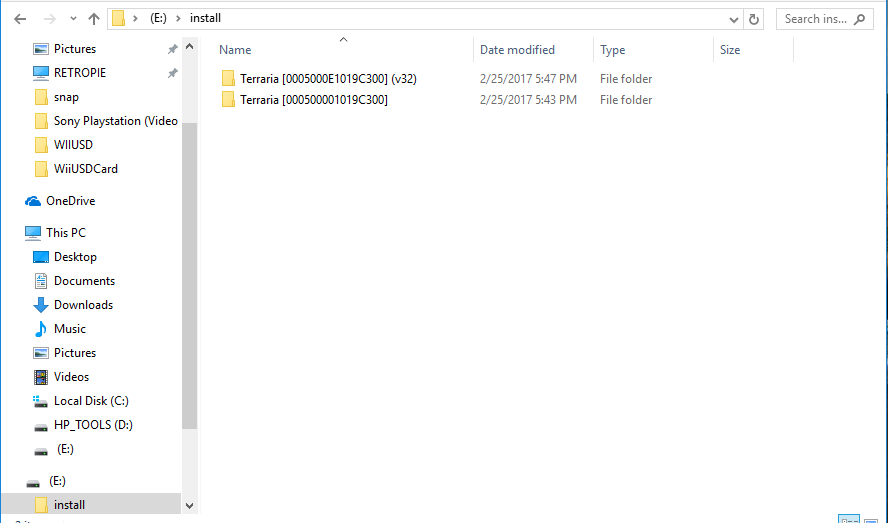 (E:) > install
Search ins...
Pictures
RETROPIE
snap
Sony Playstation (Video
WIIUSD
WiiUSDCard
OneDrive
This PC
Desktop
Documents
Downloads
Music
Pictures
Videos
Local Disk (C:)
HP_TOOLS (D:)
(E:)
(E:)
install
Name Date modified Type Size
Terraria [0005000E1019C300] (v32) 2/25/2017 5:47 PM File folder
Terraria [000500001019C300] 2/25/2017 5:43 PM File folder